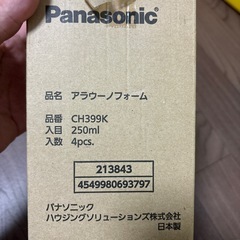 Panasonic
品名 アラウーノフォーム
品番 CH399K
入目 250ml
入数 4pcs.
213843
4549980693797
パナソニック
ハウジングソリューションズ株式会社
日本製